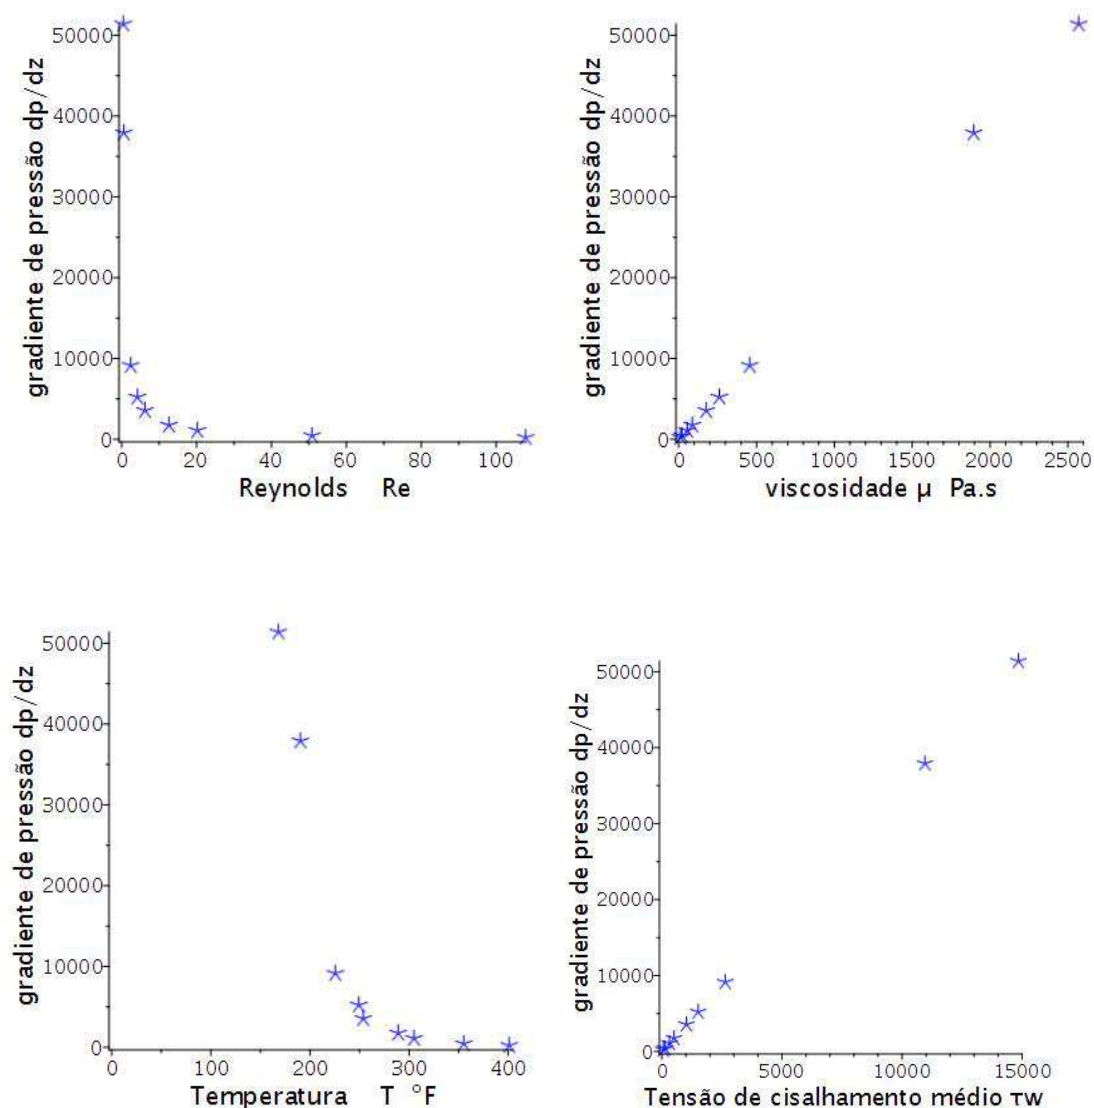 gradiente de pressão dp/dz
50000
40000
30000
20000
10000
0
0 20 40 60 80 100
Reynolds Re
gradiente de pressão dp/dz
50000
40000
30000
20000
10000
0
0 500 1000 1500 2000 2500
viscosidade μ Pa.s
gradiente de pressão dp/dz
50000
40000
30000
20000
10000
0
0 100 200 300 400
Temperatura T °F
gradiente de pressão dp/dz
50000
40000
30000
20000
10000
0
0 5000 10000 15000
Tensão de cisalhamento médio τw